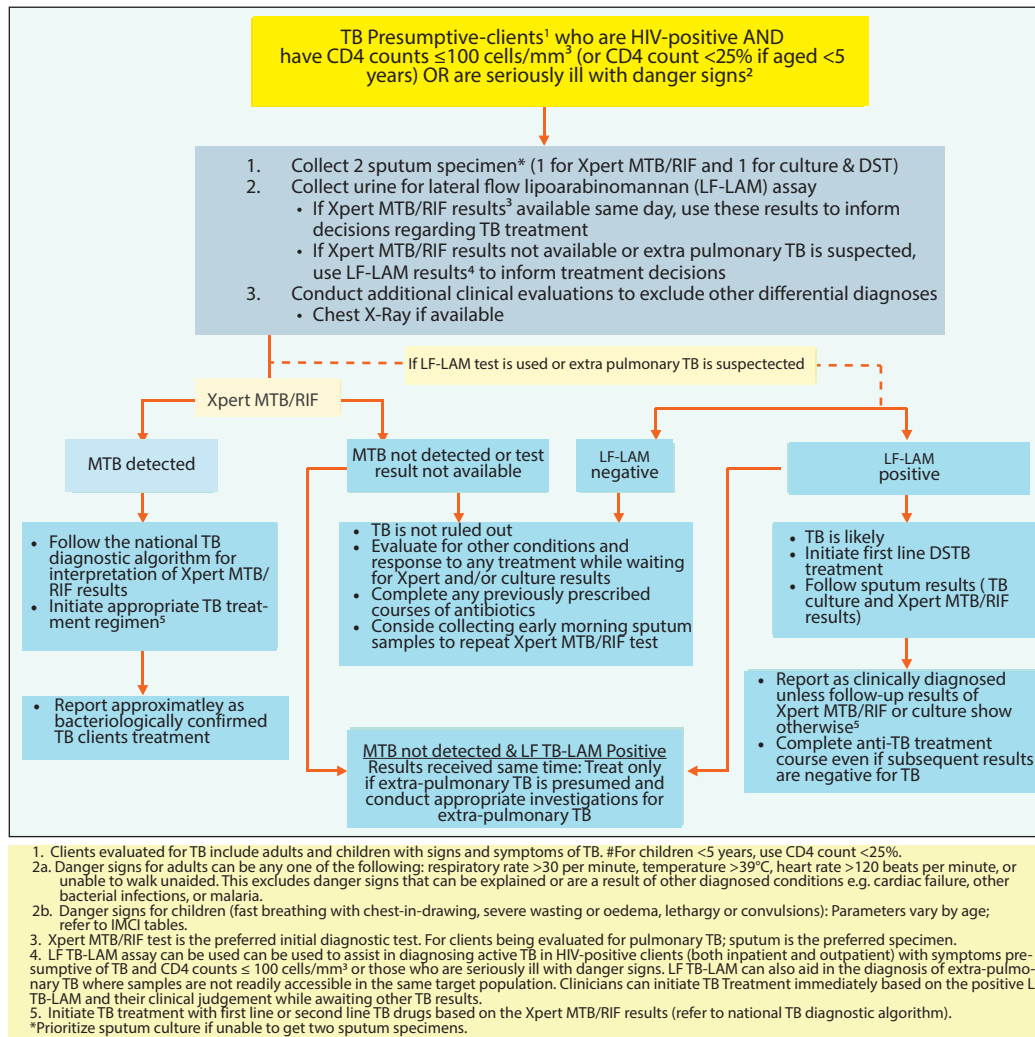 TB Presumptive-clients¹ who are HIV-positive AND
have CD4 counts ≤100 cells/mm³ (or CD4 count <25% if aged <5
years) OR are seriously ill with danger signs²
1. Collect 2 sputum specimen* (1 for Xpert MTB/RIF and 1 for culture & DST)
2. Collect urine for lateral flow lipoarabinomannan (LF-LAM) assay
• If Xpert MTB/RIF results³ available same day, use these results to inform
decisions regarding TB treatment
• If Xpert MTB/RIF results not available or extra pulmonary TB is suspected,
use LF-LAM results⁴ to inform treatment decisions
3. Conduct additional clinical evaluations to exclude other differential diagnoses
• Chest X-Ray if available
If LF-LAM test is used or extra pulmonary TB is suspectected
Xpert MTB/RIF
MTB detected
MTB not detected or test
result not available
LF-LAM
negative
LF-LAM
positive
• Follow the national TB
diagnostic algorithm for
interpretation of Xpert MTB/
RIF results
• Initiate appropriate TB treat-
ment regimen⁵
• TB is not ruled out
• Evaluate for other conditions and
response to any treatment while waiting
for Xpert and/or culture results
• Complete any previously prescribed
courses of antibiotics
• Conside collecting early morning sputum
samples to repeat Xpert MTB/RIF test
• TB is likely
• Initiate first line DSTB
treatment
• Follow sputum results ( TB
culture and Xpert MTB/RIF
results)
• Report approximatley as
bacteriologically confirmed
TB clients treatment
• Report as clinically diagnosed
unless follow-up results of
Xpert MTB/RIF or culture show
otherwise⁵
• Complete anti-TB treatment
course even if subsequent results
are negative for TB
MTB not detected & LF TB-LAM Positive
Results received same time: Treat only
if extra-pulmonary TB is presumed and
conduct appropriate investigations for
extra-pulmonary TB
1. Clients evaluated for TB include adults and children with signs and symptoms of TB. #For children <5 years, use CD4 count <25%.
2a. Danger signs for adults can be any one of the following: respiratory rate >30 per minute, temperature >39°C, heart rate >120 beats per minute, or
unable to walk unaided. This excludes danger signs that can be explained or are a result of other diagnosed conditions e.g. cardiac failure, other
bacterial infections, or malaria.
2b. Danger signs for children (fast breathing with chest-in-drawing, severe wasting or oedema, lethargy or convulsions): Parameters vary by age;
refer to IMCI tables.
3. Xpert MTB/RIF test is the preferred initial diagnostic test. For clients being evaluated for pulmonary TB; sputum is the preferred specimen.
4. LF TB-LAM assay can be used can be used to assist in diagnosing active TB in HIV-positive clients (both inpatient and outpatient) with symptoms pre-
sumptive of TB and CD4 counts ≤ 100 cells/mm³ or those who are seriously ill with danger signs. LF TB-LAM can also aid in the diagnosis of extra-pulmo-
nary TB where samples are not readily accessible in the same target population. Clinicians can initiate TB Treatment immediately based on the positive L
TB-LAM and their clinical judgement while awaiting other TB results.
5. Initiate TB treatment with first line or second line TB drugs based on the Xpert MTB/RIF results (refer to national TB diagnostic algorithm).
*Prioritize sputum culture if unable to get two sputum specimens.